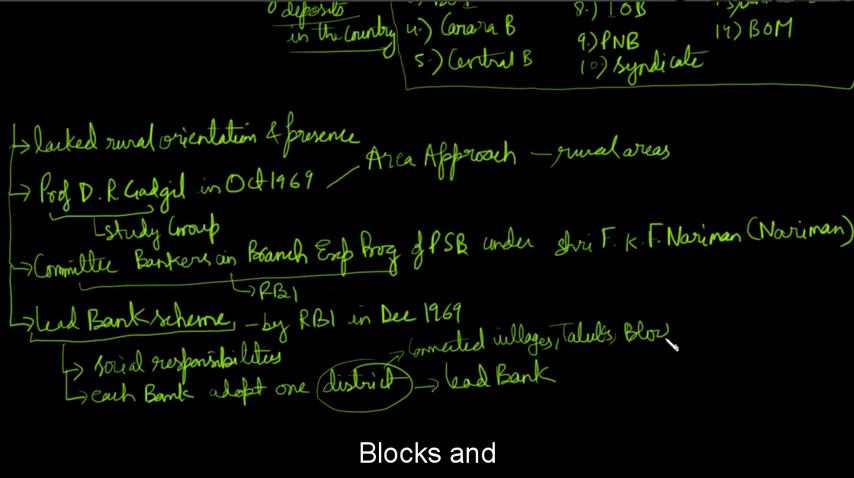 deposits
in the Country
4.) Canara B
5.) Central B
8.) IOB
9.) PNB
10.) Syndicate
14) BOM
→ lacked rural orientation & presence
→ Prof D. R. Gadgil in Oct 1969
Area Approach – rural areas
study Group
→ Committee Bankers on Branch Exp Prog of PSB under Shri F. K. F. Nariman (Nariman)
→ RBI
→ lead Bank scheme, – by RBI in Dec 1969
→ social responsibilities
Connected villages, Taluks, Bloc
→ each Bank adopt one district → lead Bank
Blocks and